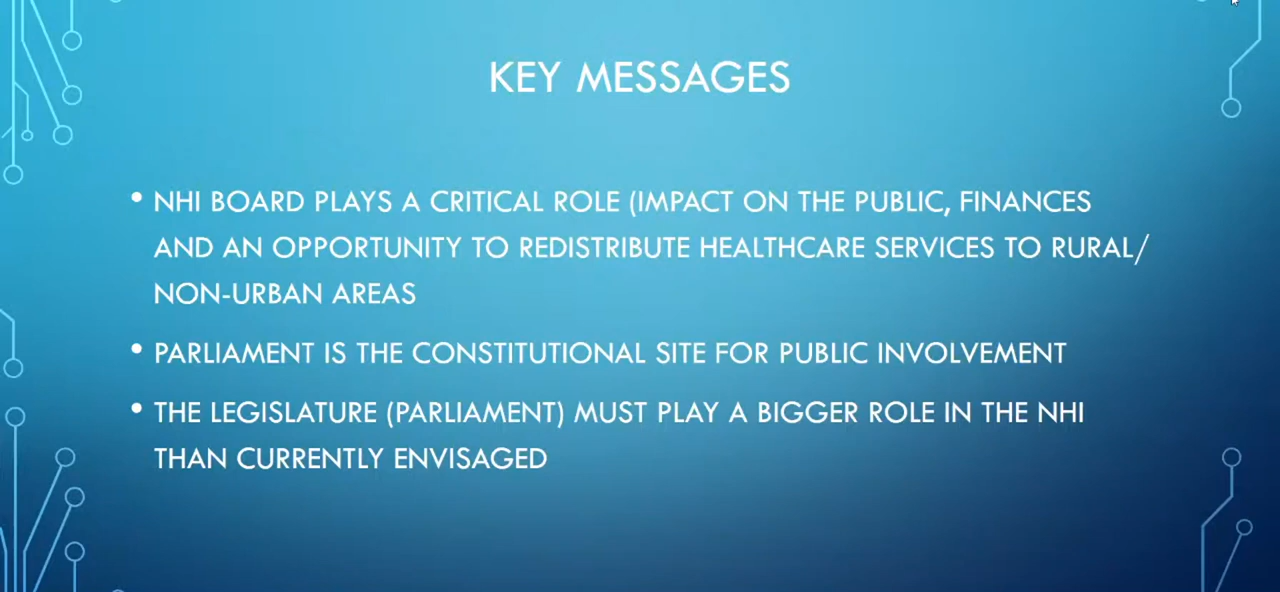 KEY MESSAGES
• NHI BOARD PLAYS A CRITICAL ROLE (IMPACT ON THE PUBLIC, FINANCES
AND AN OPPORTUNITY TO REDISTRIBUTE HEALTHCARE SERVICES TO RURAL/
NON-URBAN AREAS
• PARLIAMENT IS THE CONSTITUTIONAL SITE FOR PUBLIC INVOLVEMENT
• THE LEGISLATURE (PARLIAMENT) MUST PLAY A BIGGER ROLE IN THE NHI
THAN CURRENTLY ENVISAGED